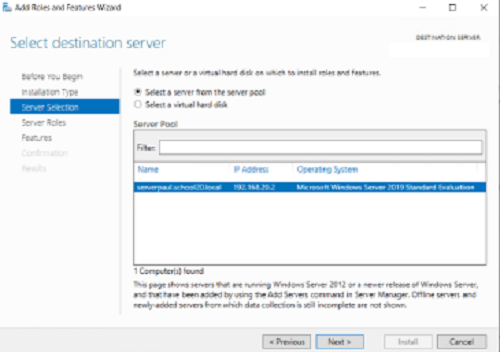 Add Roles and Features Wizard
Select destination server
DESTINATION SERVER
Before You Begin
Installation Type
Server Selection
Server Roles
Features
Confirmation
Results
Select a server or a virtual hard disk on which to install roles and features.
Select a server from the server pool
Select a virtual hard disk
Server Pool
Filter:
Name IP Address Operating System
serverpaul.school20.local 192.168.20.2 Microsoft Windows Server 2019 Standard Evaluation
1 Computer(s) found
This page shows servers that are running Windows Server 2012 or a newer release of Windows Server,
and that have been added by using the Add Servers command in Server Manager. Offline servers and
newly-added servers from which data collection is still incomplete are not shown.
< Previous Next > Install Cancel